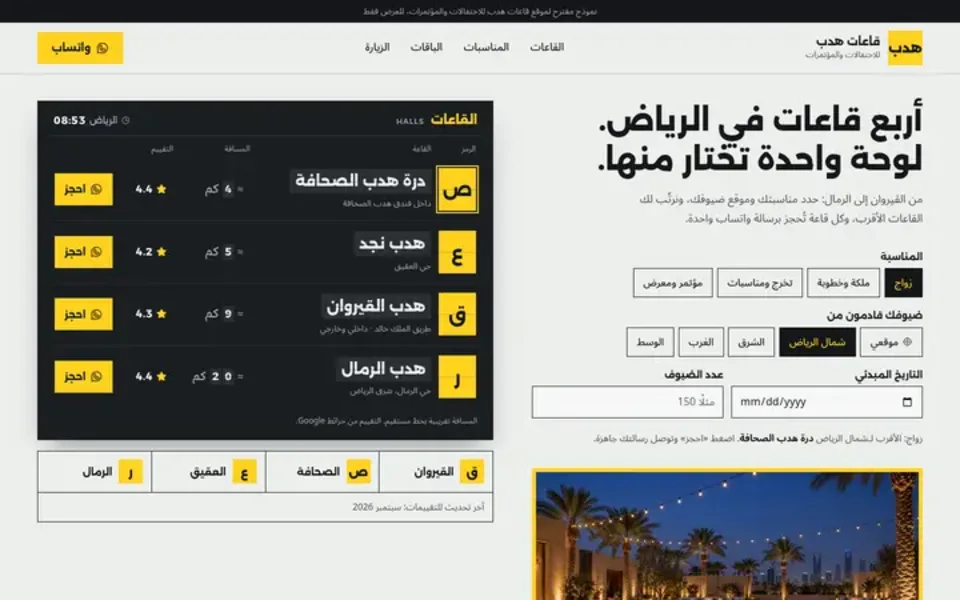 نموذج مقترح لموقع قاعات هدب للاحتفالات والمؤتمرات، للعرض فقط
هدب
قاعات هدب
للاحتفالات والمؤتمرات
القاعات
المناسبات
الباقات
الزيارة
واتساب
أربع قاعات في الرياض.
لوحة واحدة تختار منها.
من القيروان إلى الرمال: حدد مناسبتك وموقع ضيوفك، ونرتّب لك
القاعات الأقرب، وكل قاعة تُحجز برسالة واتساب واحدة.
المناسبة
زواج
ملكة وخطوبة
تخرج ومناسبات
مؤتمر ومعرض
ضيوفك قادمون من
موقعي
شمال الرياض
الشرق
الغرب
الوسط
التاريخ المبدئي
عدد الضيوف
mm/dd/yyyy
مثلًا 150
زواج: الأقرب لـشمال الرياض درة هدب الصحافة. اضغط «احجز» وتوصل رسالتك جاهزة.
القاعات HALLS
الرياض 08:53
الرمز القاعة المسافة التقييم
ص درة هدب الصحافة ≈ 4 كم 4.4 احجز
داخل فندق هدب الصحافة
ع هدب نجد ≈ 5 كم 4.2 احجز
حي العقيق
ق هدب القيروان ≈ 9 كم 4.3 احجز
طريق الملك خالد · داخلي وخارجي
ر هدب الرمال ≈ 20 كم 4.4 احجز
حي الرمال، شرق الرياض
المسافة تقريبية بخط مستقيم. التقييم من خرائط Google.
ق القيروان
ص الصحافة
ع العقيق
ر الرمال
آخر تحديث للتقييمات: سبتمبر 2026